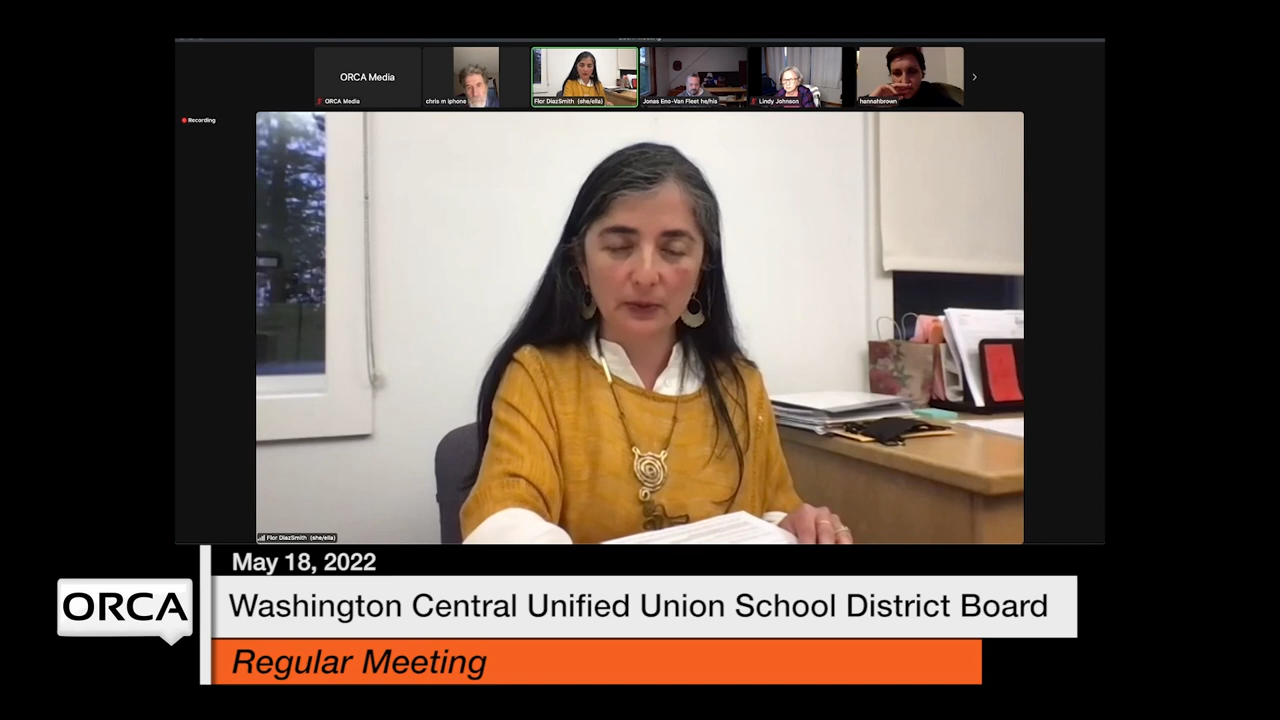 ORCA Media
ORCA Media
chris m iphone
Flor DiazSmith (she/ella)
Jonas Eno-Van Fleet he/his
Lindy Johnson
hannahbrown
Recording
Flor DiazSmith (she/ella)
May 18, 2022
ORCA
Washington Central Unified Union School District Board
Regular Meeting